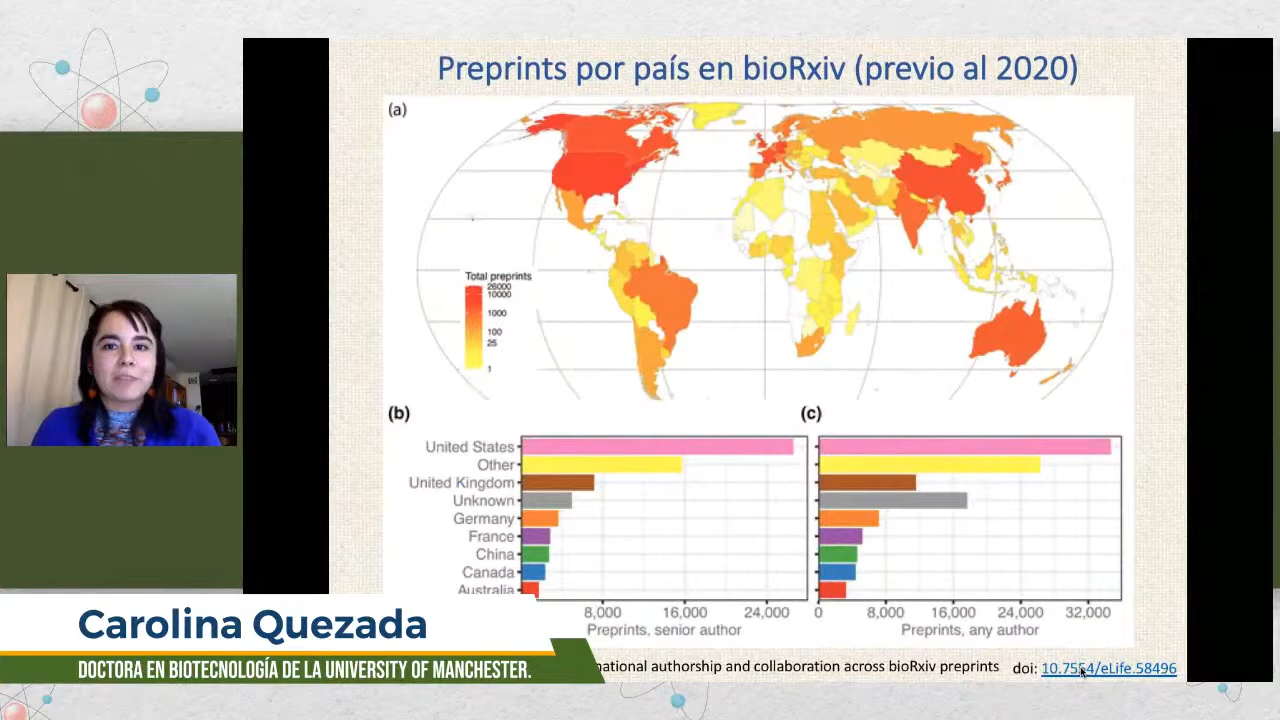 Preprints por país en bioRxiv (previo al 2020)
(a)
Total preprints
26000
10000
1000
100
25
1
(b)
(c)
United States
Other
United Kingdom
Unknown
Germany
France
China
Canada
Australia
8,000 16,000 24,000
Preprints, senior author
0 8,000 16,000 24,000 32,000
Preprints, any author
Carolina Quezada
DOCTORA EN BIOTECNOLOGÍA DE LA UNIVERSITY OF MANCHESTER.
national authorship and collaboration across bioRxiv preprints doi: 10.7554/eLife.58496